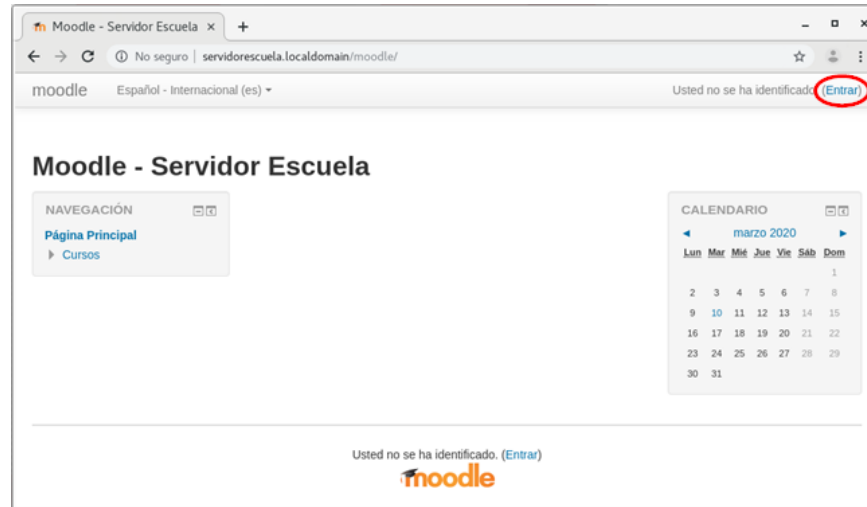 Moodle - Servidor Escuela
No seguro | servidorescuela.localdomain/moodle/
moodle Español - Internacional (es) Usted no se ha identificado. (Entrar)
Moodle - Servidor Escuela
NAVEGACIÓN
Página Principal
Cursos
CALENDARIO
marzo 2020
Lun Mar Mié Jue Vie Sáb Dom
1
2 3 4 5 6 7 8
9 10 11 12 13 14 15
16 17 18 19 20 21 22
23 24 25 26 27 28 29
30 31
Usted no se ha identificado. (Entrar)
moodle